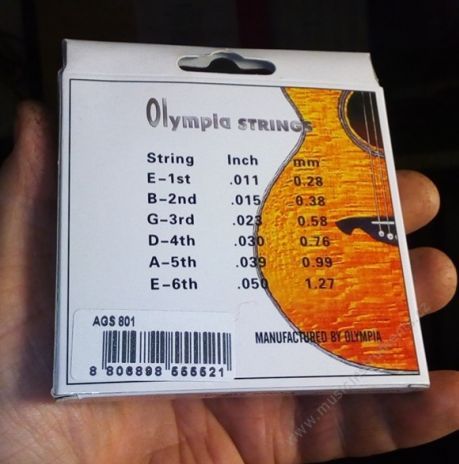 Olympia STRINGS
String Inch mm
E-1st .011 0.28
B-2nd .015 0.38
G-3rd .023 0.58
D-4th .030 0.76
A-5th .039 0.99
E-6th .050 1.27
AGS 801
8 806898 555521
MANUFACTURED BY OLYMPIA